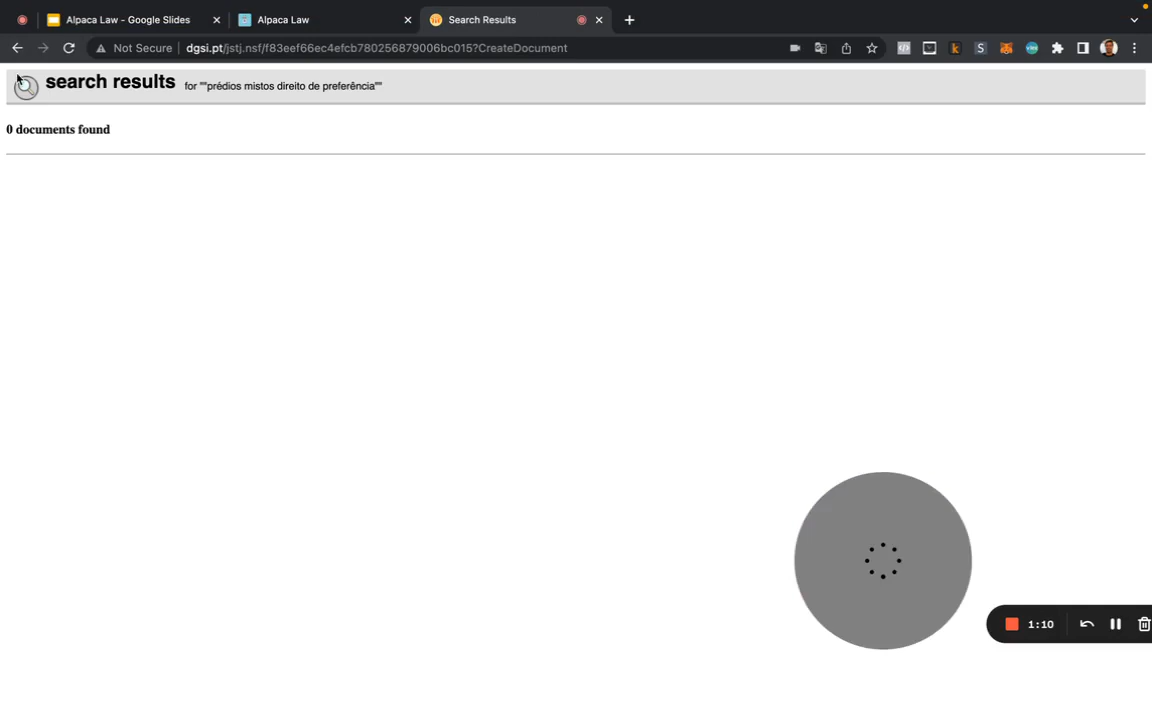 Alpaca Law - Google Slides
Alpaca Law
Search Results
Not Secure | dgsi.pt/jstj.nsf/f83eef66ec4efcb780256879006bc015?CreateDocument
search results for ""prédios mistos direito de preferência""
0 documents found
1:10